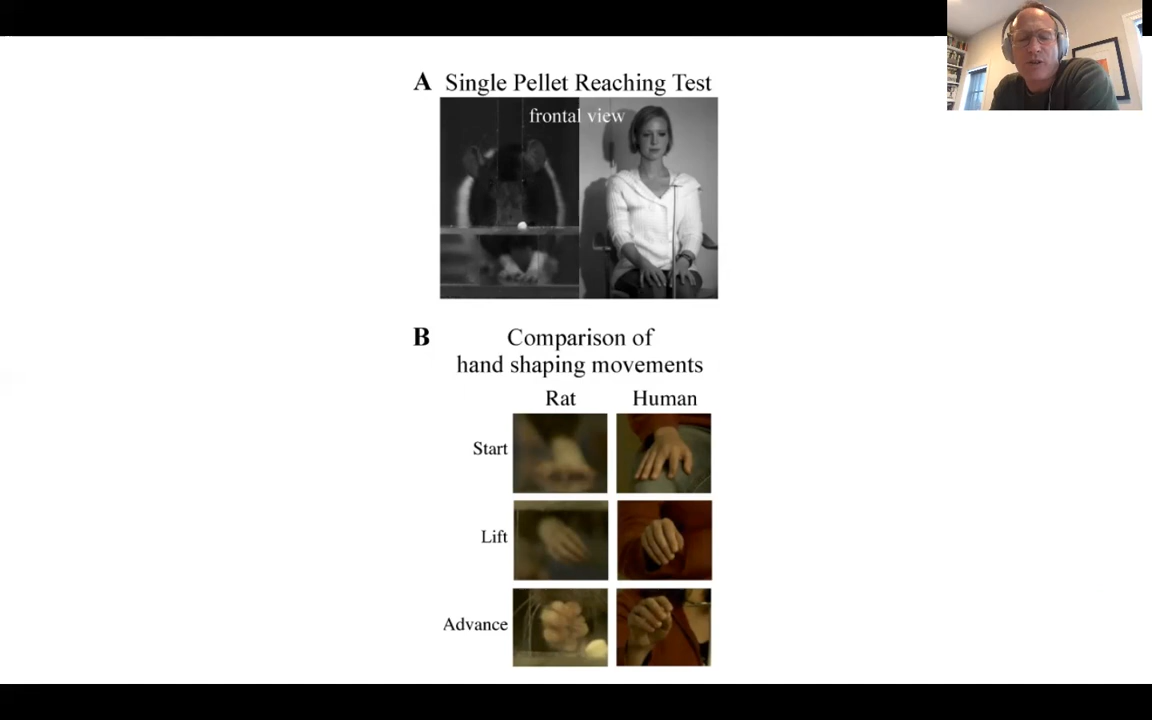 A Single Pellet Reaching Test
frontal view
B Comparison of
hand shaping movements
Rat Human
Start
Lift
Advance